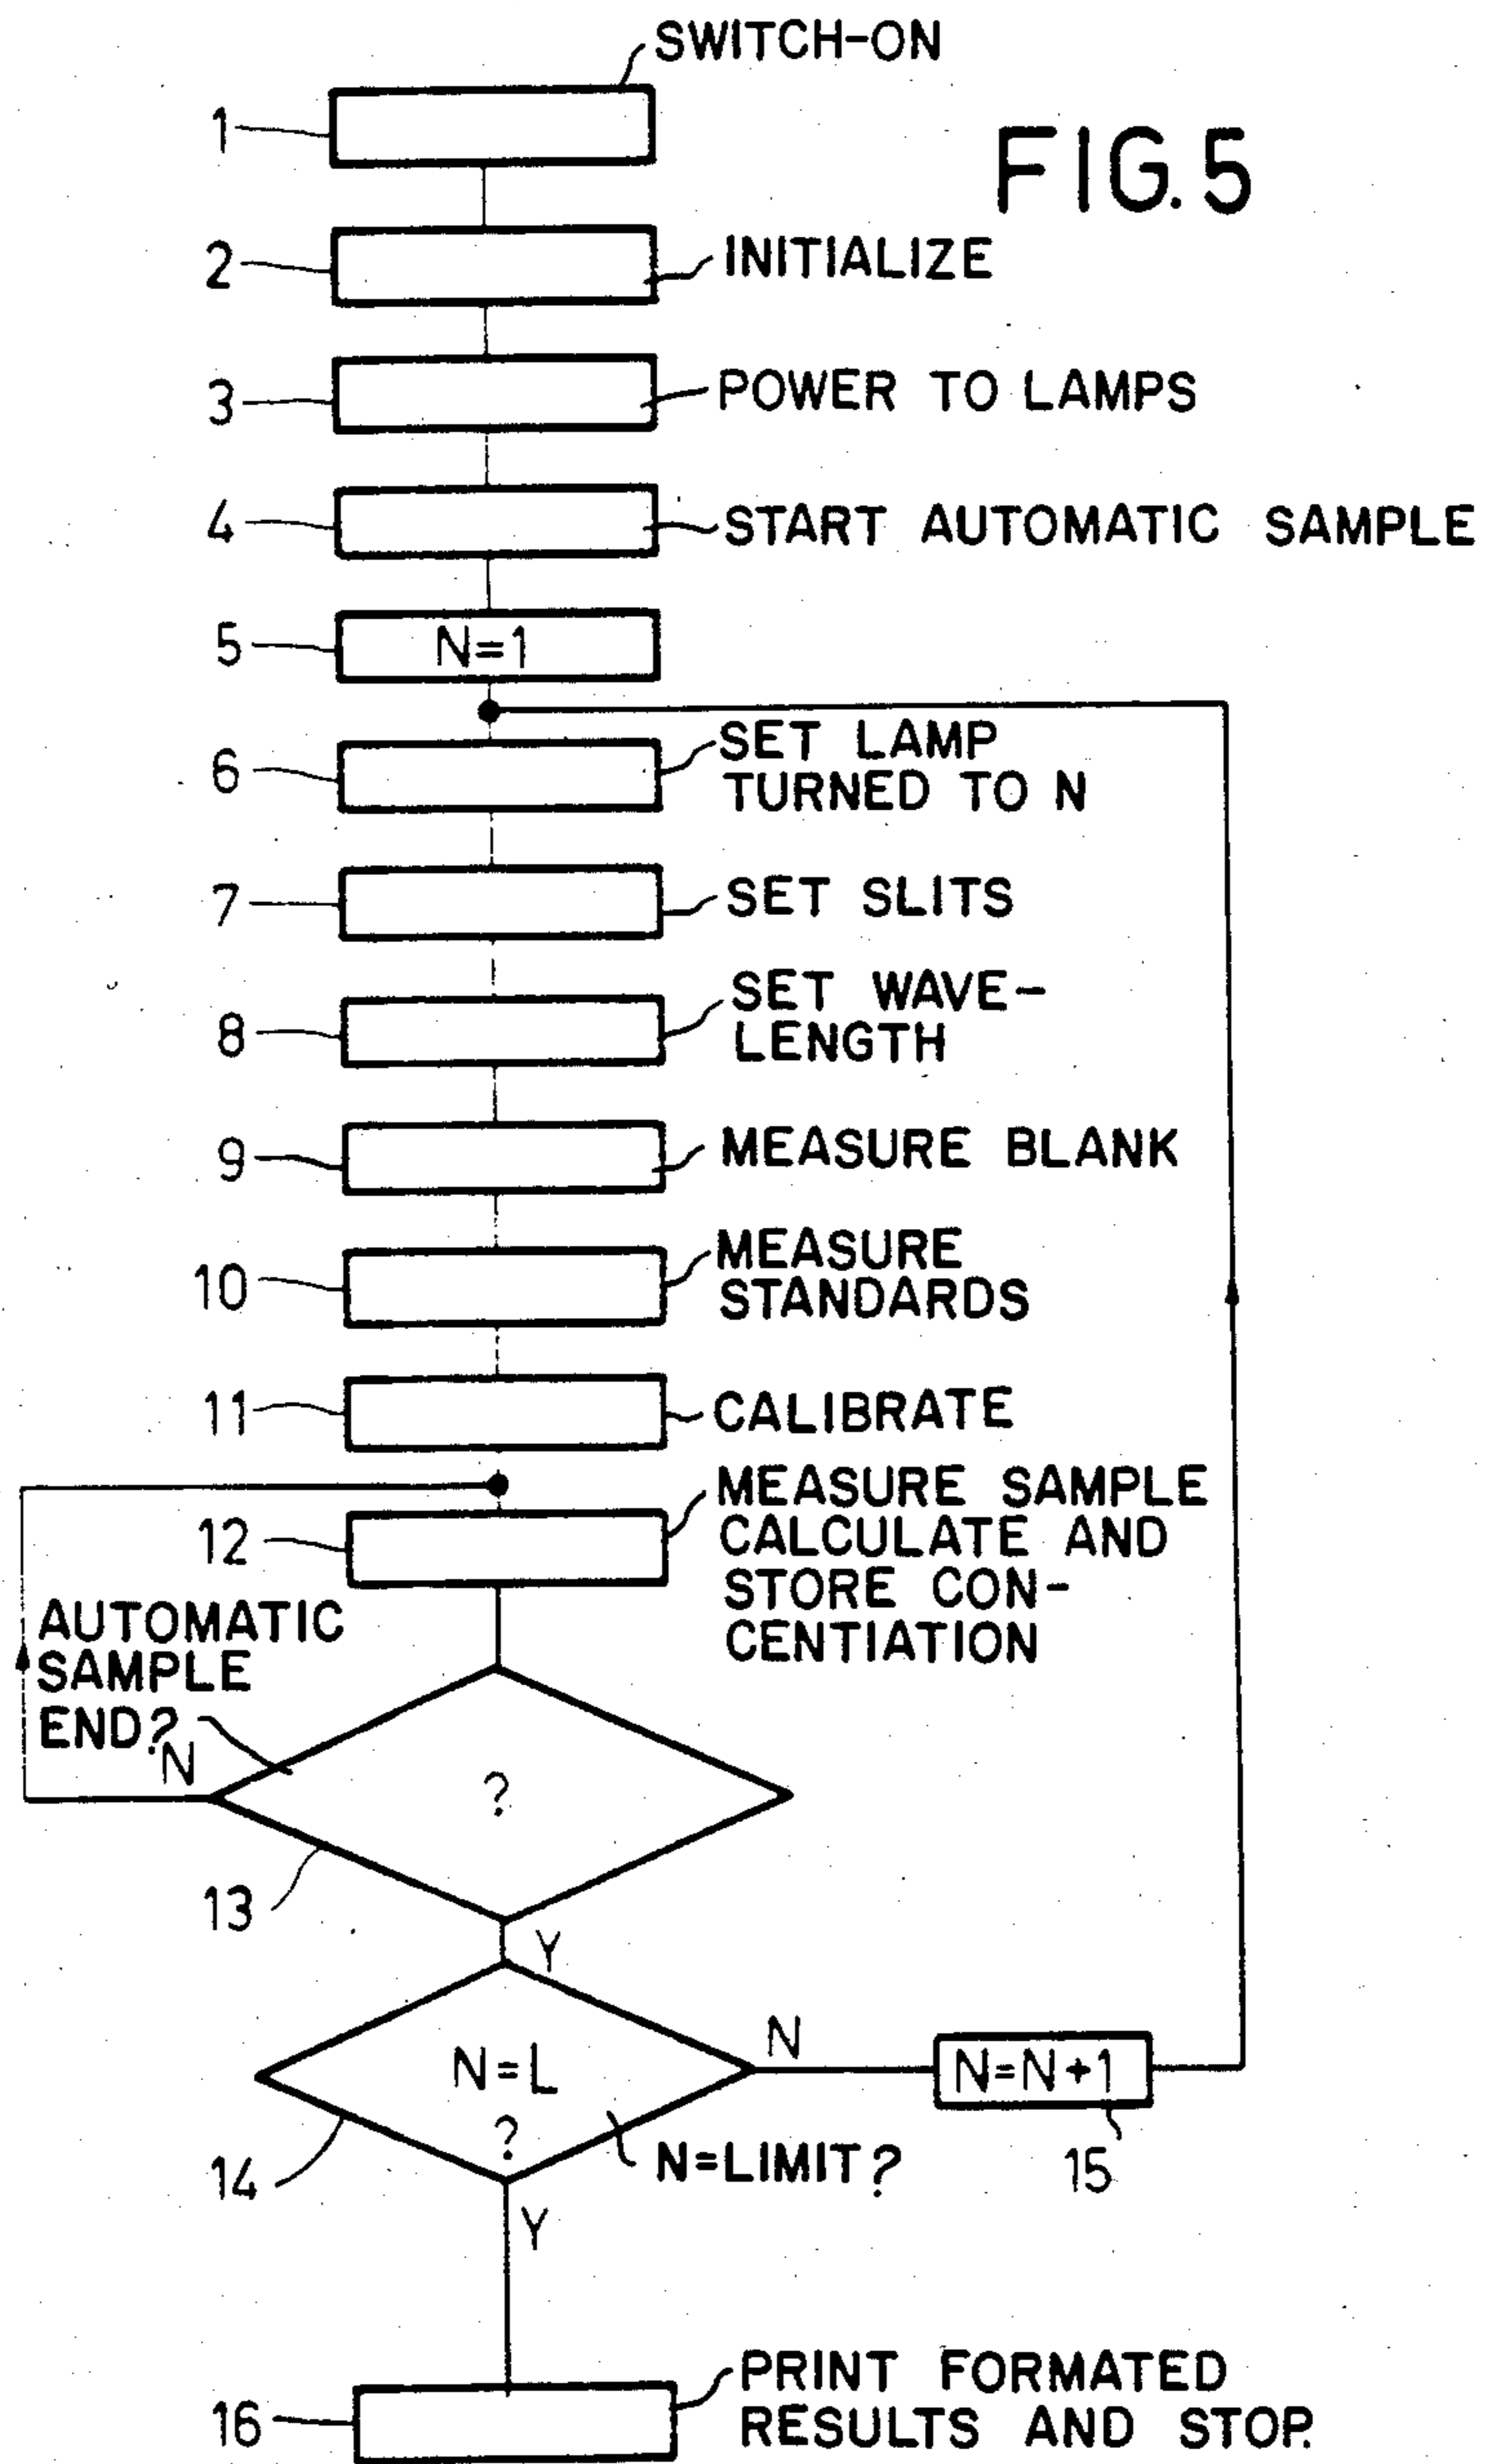 SWITCH-ON
1
FIG. 5
2
INITIALIZE
3
POWER TO LAMPS
4
START AUTOMATIC SAMPLE
5
N=1
6
SET LAMP
TURNED TO N
7
SET SLITS
8
SET WAVE-
LENGTH
9
MEASURE BLANK
10
MEASURE
STANDARDS
11
CALIBRATE
12
MEASURE SAMPLE
CALCULATE AND
STORE CON-
CENTIATION
AUTOMATIC
SAMPLE
END?
N
?
13
Y
N=L
?
N
N=N+1
15
14
N=LIMIT?
Y
16
PRINT FORMATED
RESULTS AND STOP.